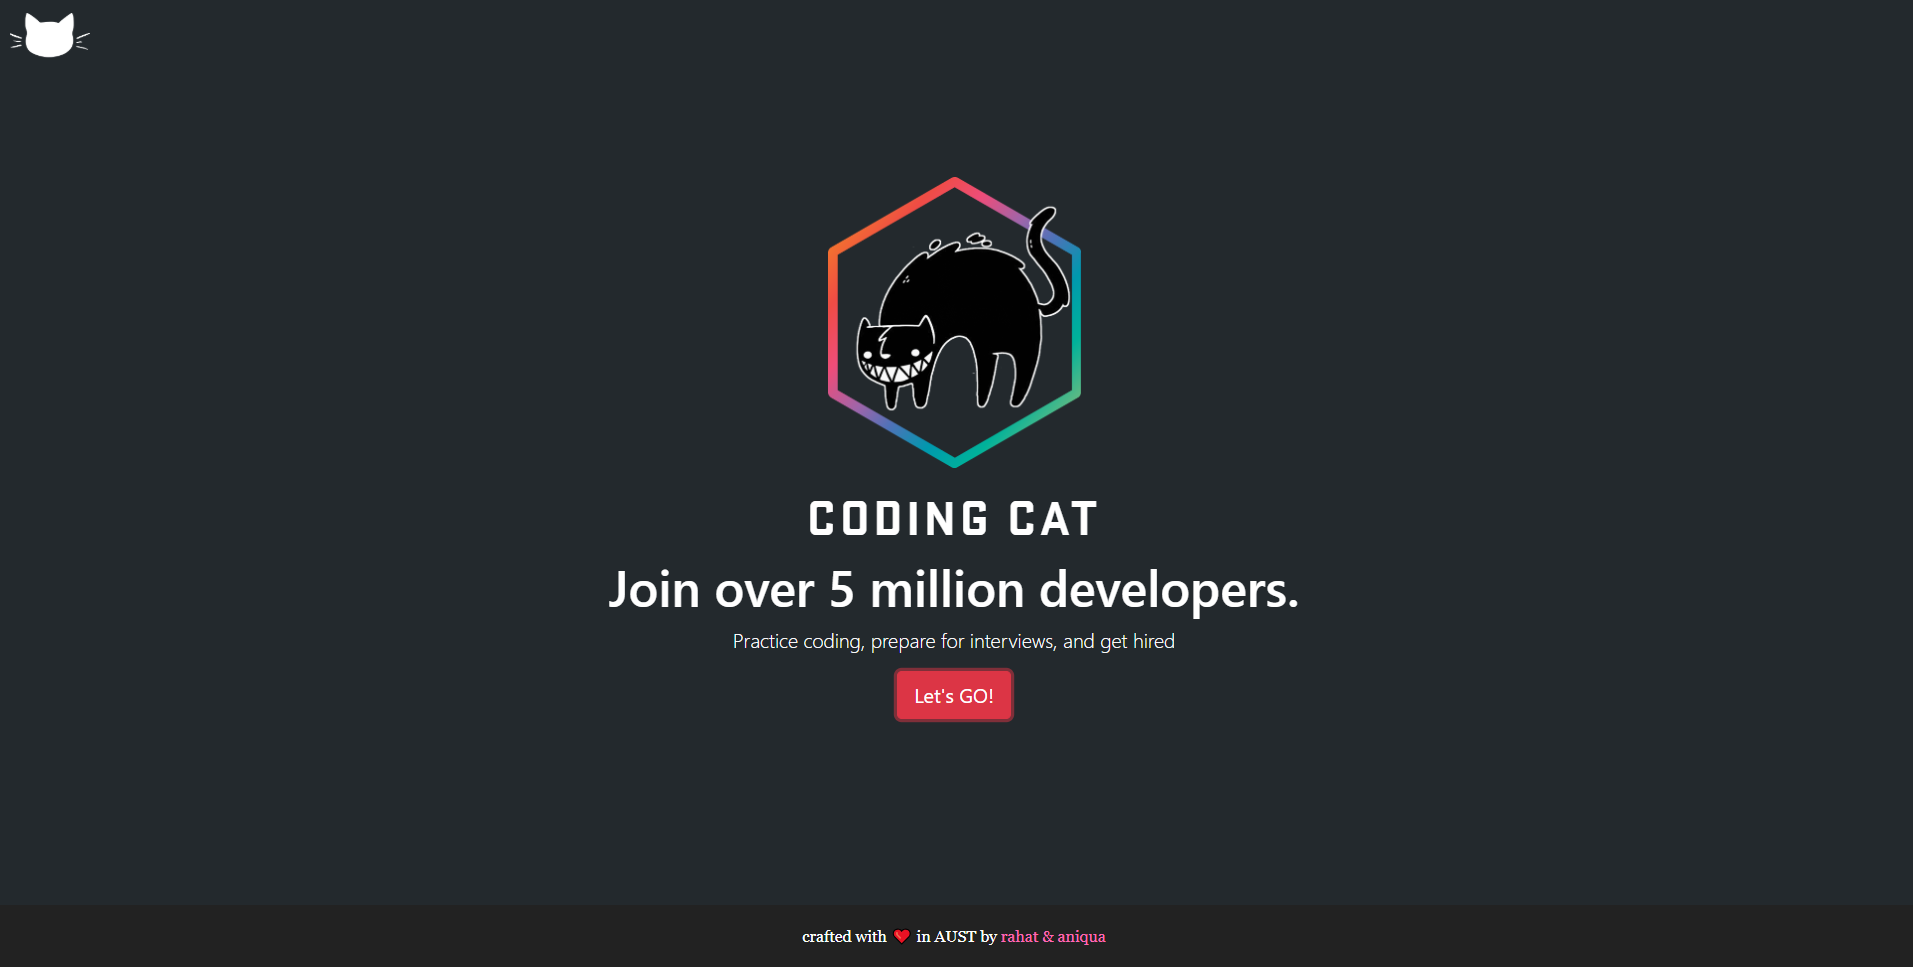 CODING CAT
Join over 5 million developers.
Practice coding, prepare for interviews, and get hired
Let's GO!
crafted with ❤ in AUST by rahat & aniqua